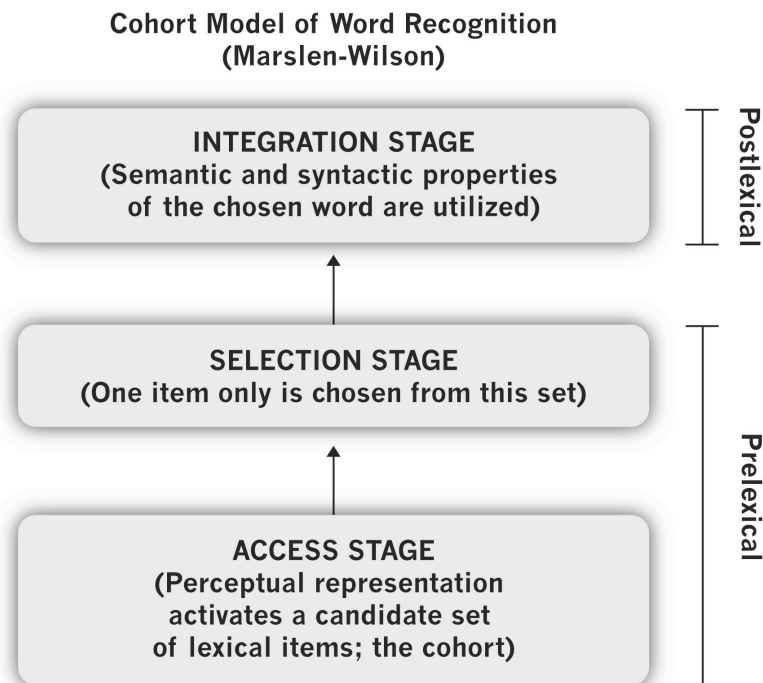 Cohort Model of Word Recognition
(Marslen-Wilson)
INTEGRATION STAGE
(Semantic and syntactic properties
of the chosen word are utilized)
Postlexical
SELECTION STAGE
(One item only is chosen from this set)
Prelexical
ACCESS STAGE
(Perceptual representation
activates a candidate set
of lexical items; the cohort)